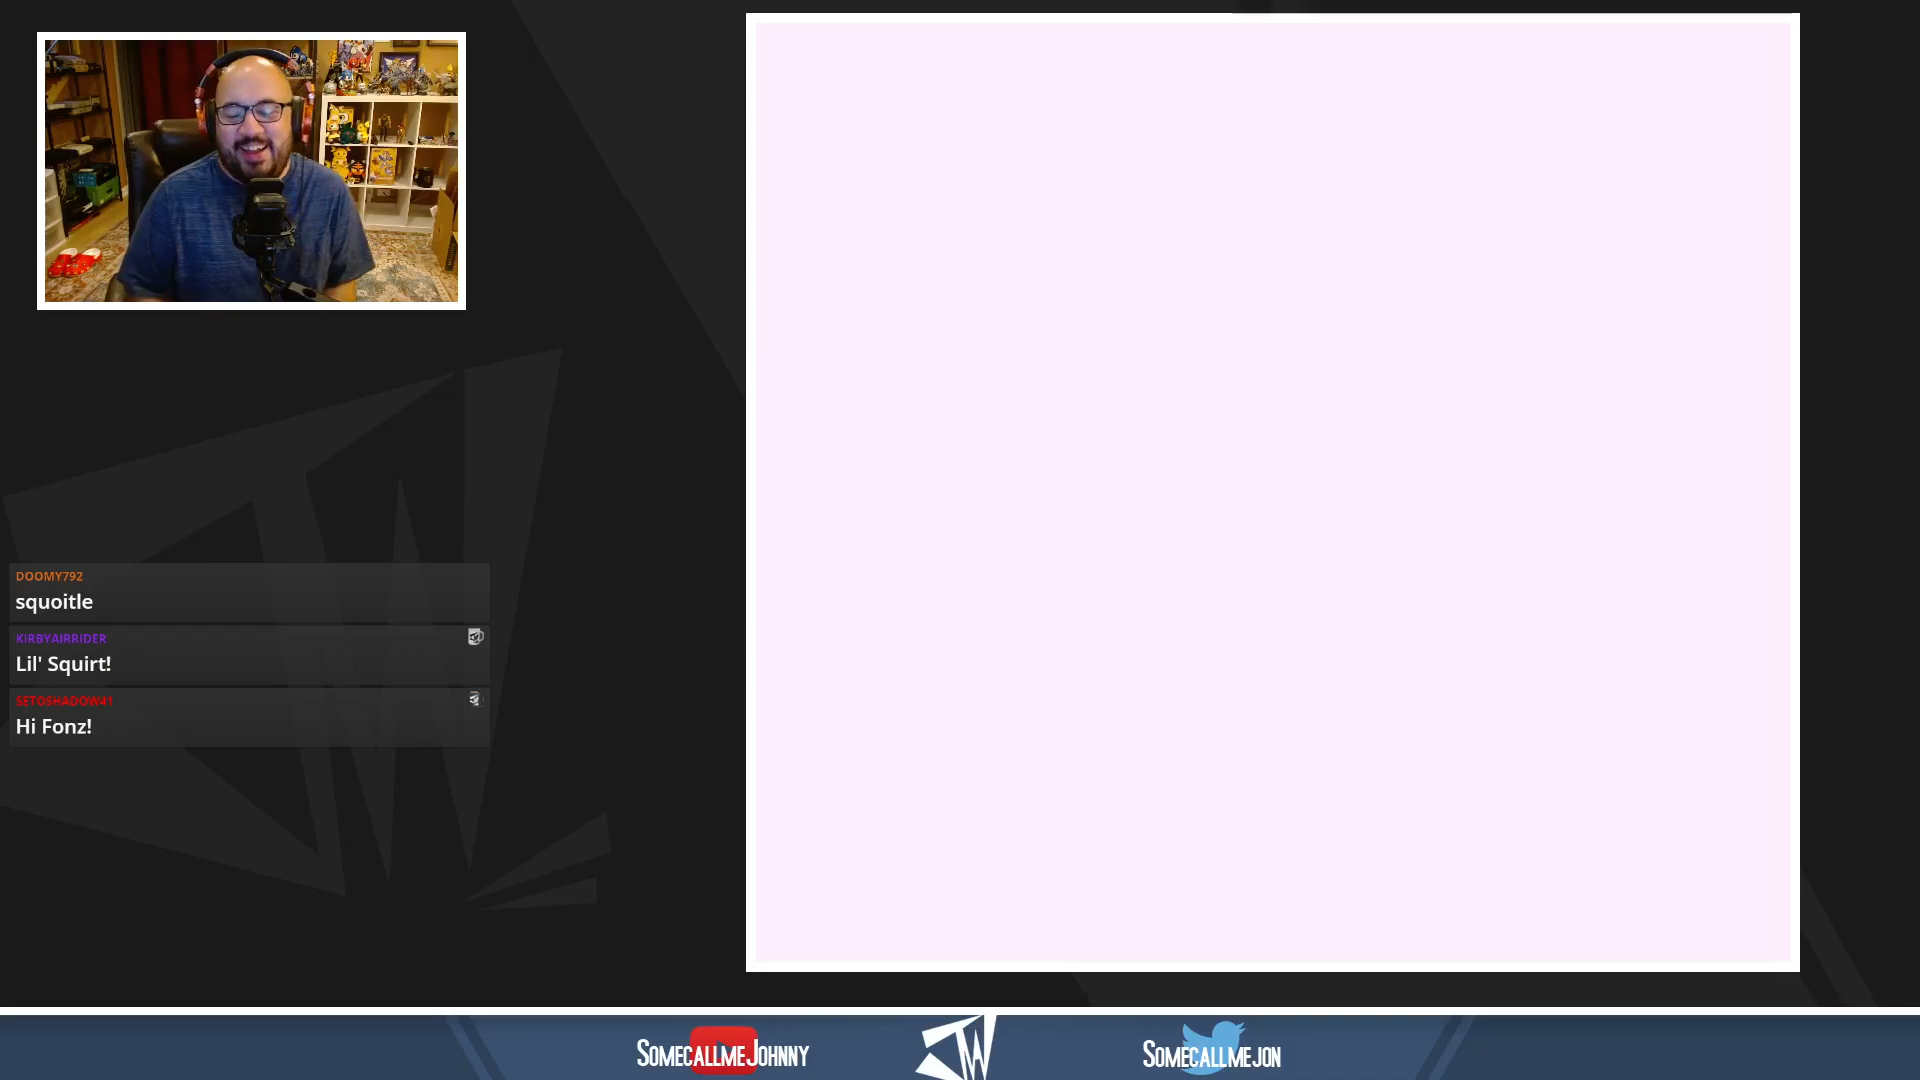 DOOMY792
squoitle
KIRBYAIRRIDER
Lil' Squirt!
SETOSHADOW41
Hi Fonz!
SOMECALLMEJOHNNY
SOMECALLMEJON